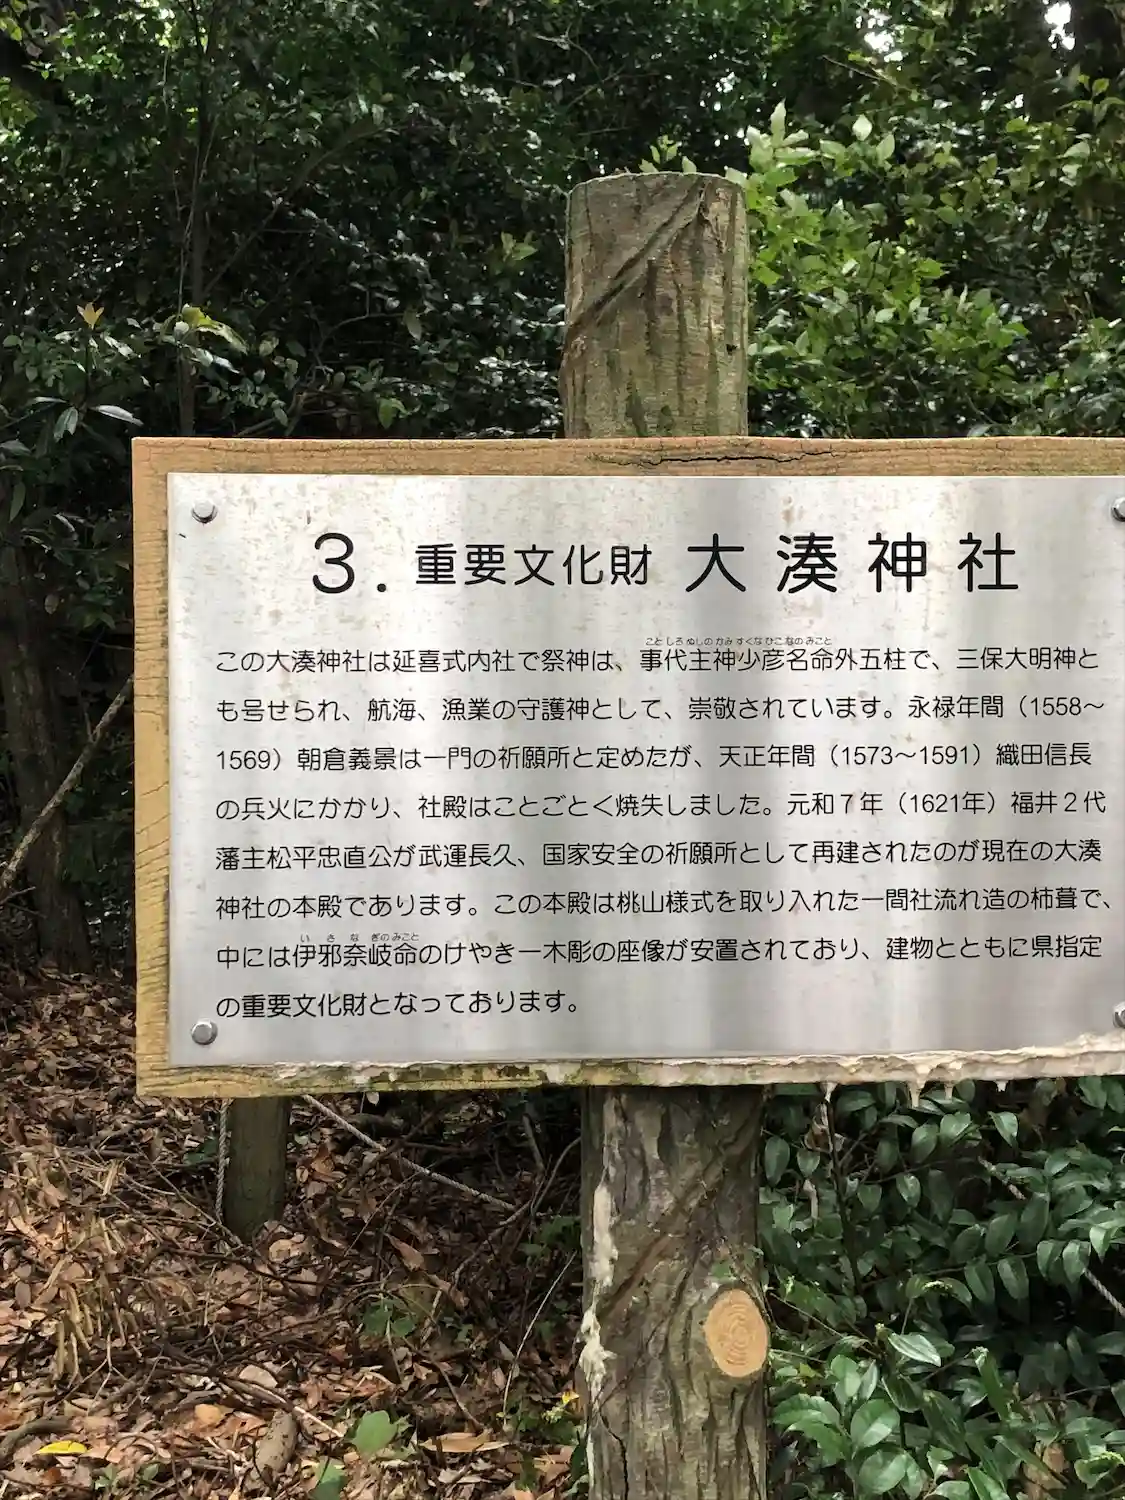 3. 重要文化財 大湊神社
ことしろぬしのかみすくなひこなのみこと
この大湊神社は延喜式内社で祭神は、事代主神少彦名命外五柱で、三保大明神と
も号せられ、航海、漁業の守護神として、崇敬されています。永禄年間（1558～
1569）朝倉義景は一門の祈願所と定めたが、天正年間（1573～1591）織田信長
の兵火にかかり、社殿はことごとく焼失しました。元和７年（1621年）福井２代
藩主松平忠直公が武運長久、国家安全の祈願所として再建されたのが現在の大湊
神社の本殿であります。この本殿は桃山様式を取り入れた一間社流れ造の柿葺で、
いさなぎのみこと
中には伊邪奈岐命のけやき一木彫の座像が安置されており、建物とともに県指定
の重要文化財となっております。